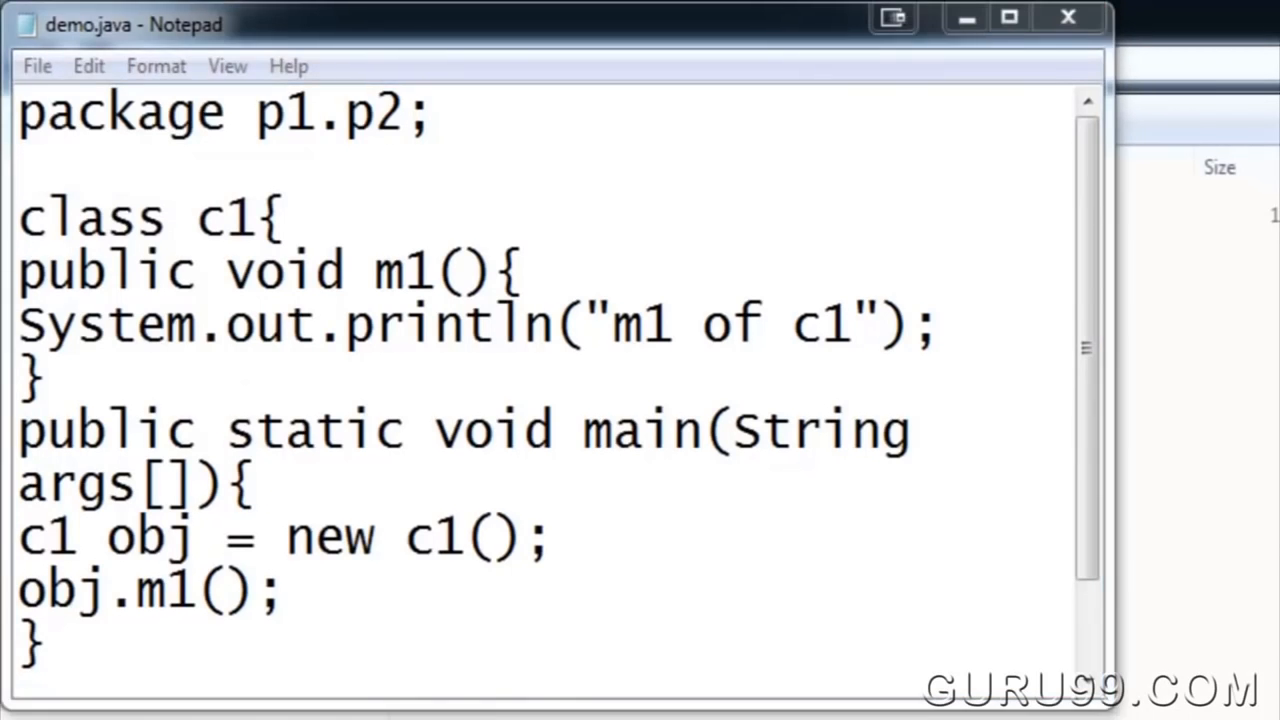 demo.java - Notepad
File Edit Format View Help
package p1.p2;
class c1{
public void m1(){
System.out.println("m1 of c1");
}
public static void main(String
args[]){
c1 obj = new c1();
obj.m1();
}
Size
1
GURU99.COM